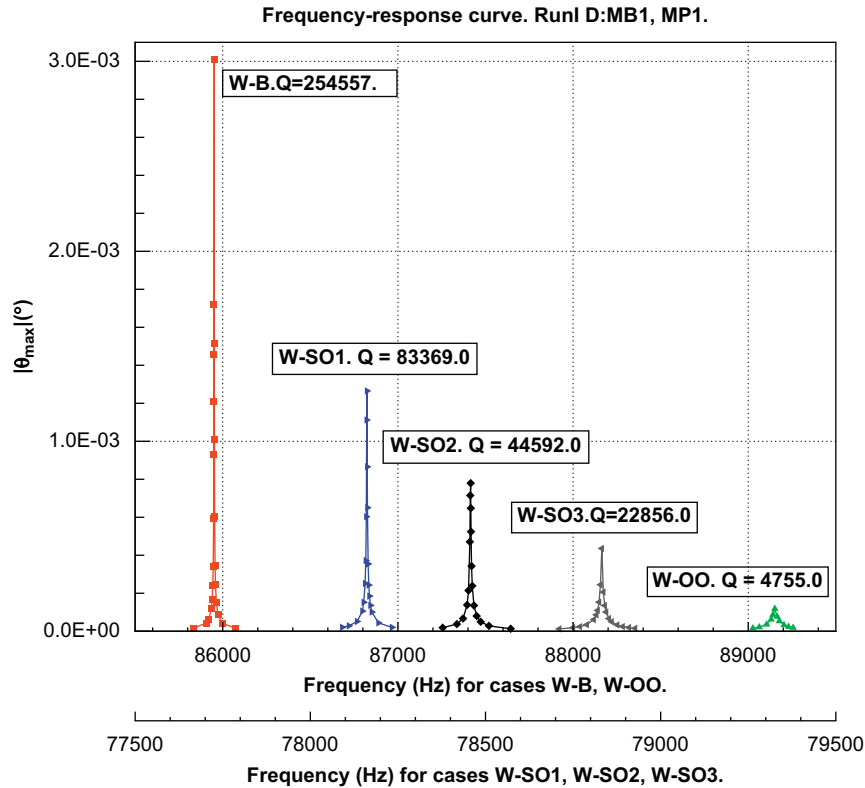 Frequency-response curve. RunI D:MB1, MP1.
3.0E-03
W-B.Q=254557.
2.0E-03
|θmax|(°)
W-SO1. Q = 83369.0
1.0E-03
W-SO2. Q = 44592.0
W-SO3.Q=22856.0
W-OO. Q = 4755.0
0.0E+00
86000 87000 88000 89000
Frequency (Hz) for cases W-B, W-OO.
77500 78000 78500 79000 79500
Frequency (Hz) for cases W-SO1, W-SO2, W-SO3.